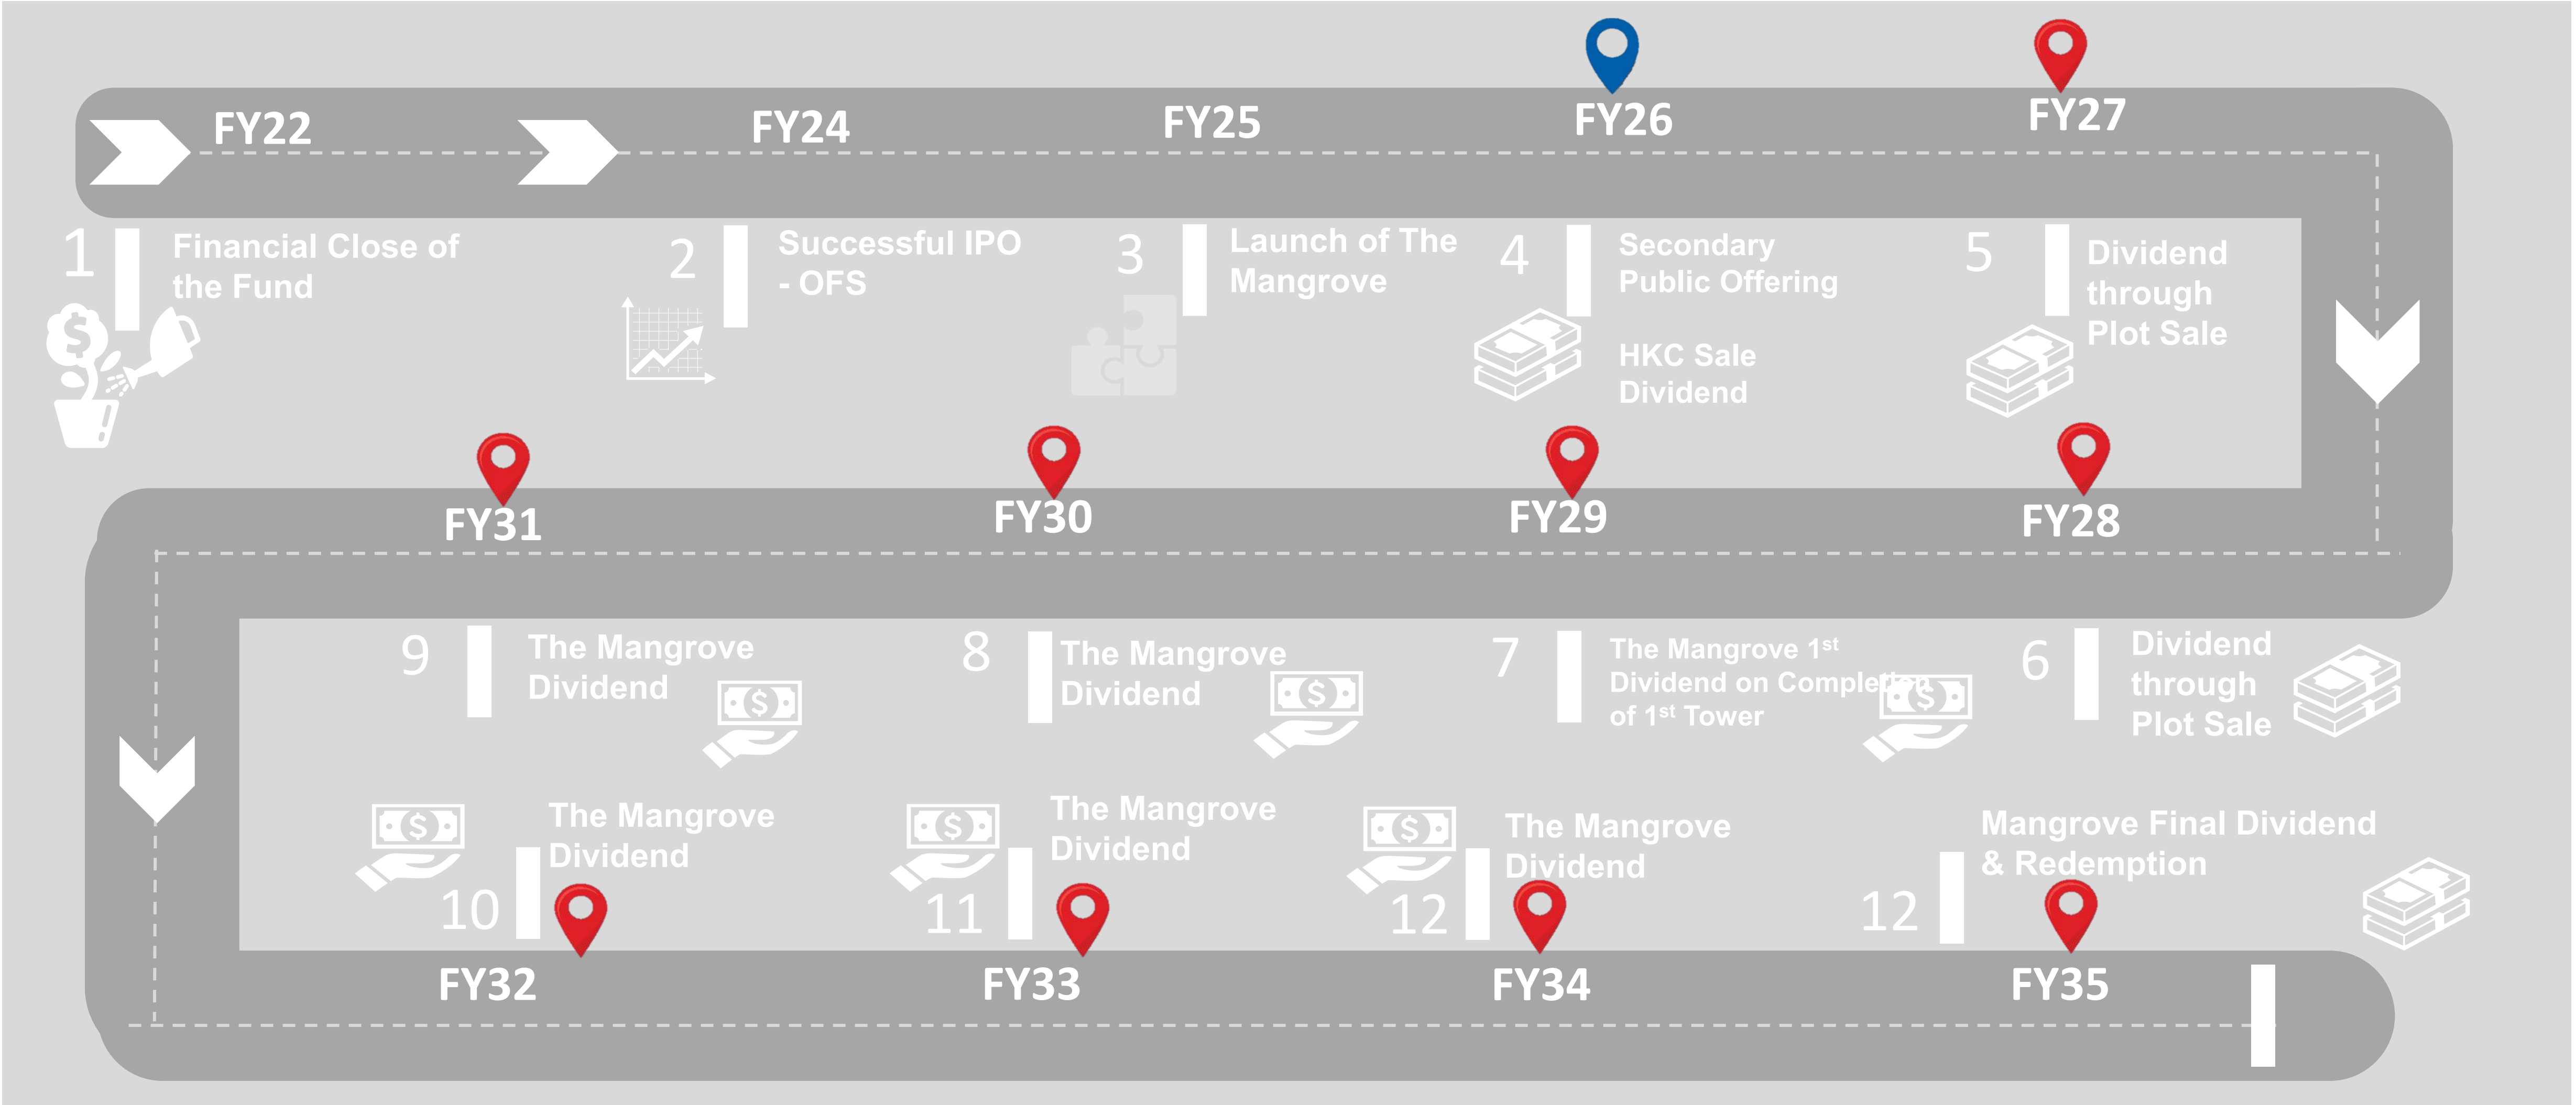 FY22
FY24
FY25
FY26
FY27
1
Financial Close of
the Fund
2
Successful IPO
- OFS
3
Launch of The
Mangrove
4
Secondary
Public Offering
HKC Sale
Dividend
5
Dividend
through
Plot Sale
FY31
FY30
FY29
FY28
9
The Mangrove
Dividend
8
The Mangrove
Dividend
7
The Mangrove 1st
Dividend on Completion
of 1st Tower
6
Dividend
through
Plot Sale
The Mangrove
Dividend
10
The Mangrove
Dividend
11
The Mangrove
Dividend
12
Mangrove Final Dividend
& Redemption
12
FY32
FY33
FY34
FY35